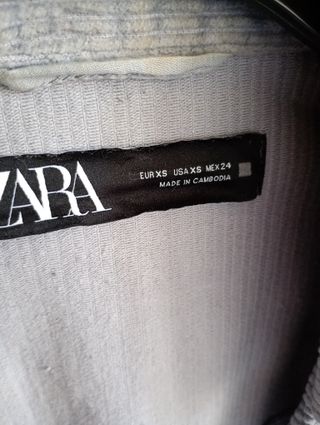 ZARA
EUR XS USA XS MEX 24
MADE IN CAMBODIA